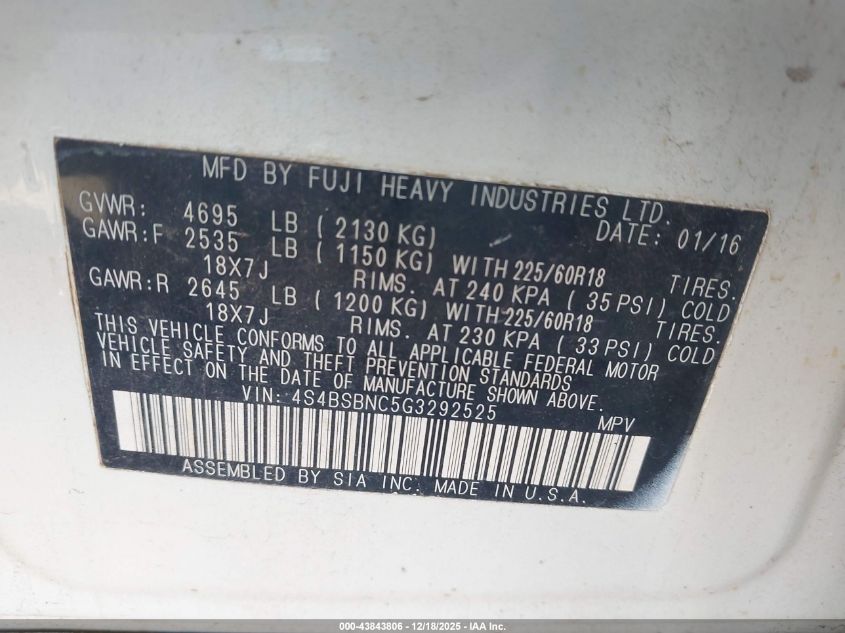 MFD BY FUJI HEAVY INDUSTRIES LTD.
GVWR: 4695 LB ( 2130 KG) DATE: 01/16
GAWR:F 2535 LB ( 1150 KG) WITH 225/60R18 TIRES.
18X7J RIMS. AT 240 KPA ( 35 PSI) COLD
GAWR:R 2645 LB ( 1200 KG) WITH 225/60R18 TIRES.
18X7J RIMS. AT 230 KPA ( 33 PSI) COLD
THIS VEHICLE CONFORMS TO ALL APPLICABLE FEDERAL MOTOR
VEHICLE SAFETY AND THEFT PREVENTION STANDARDS
IN EFFECT ON THE DATE OF MANUFACTURE SHOWN ABOVE.
VIN: 4S4BSBNC5G3292525 MPV
ASSEMBLED BY SIA INC. MADE IN U.S.A.
000-43843806 - 12/18/2025 - IAA Inc.